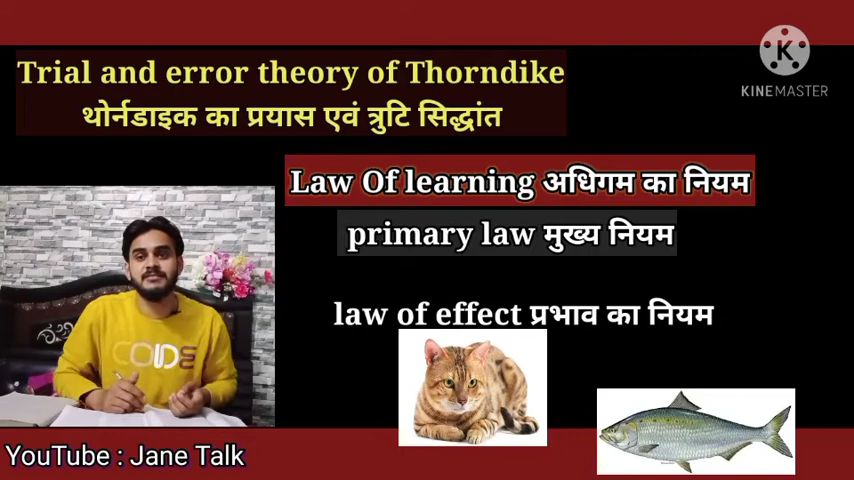 Trial and error theory of Thorndike
थोर्नडाइक का प्रयास एवं त्रुटि सिद्धांत
KINEMASTER
Law Of learning अधिगम का नियम
primary law मुख्य नियम
law of effect प्रभाव का नियम
CODE
YouTube : Jane Talk